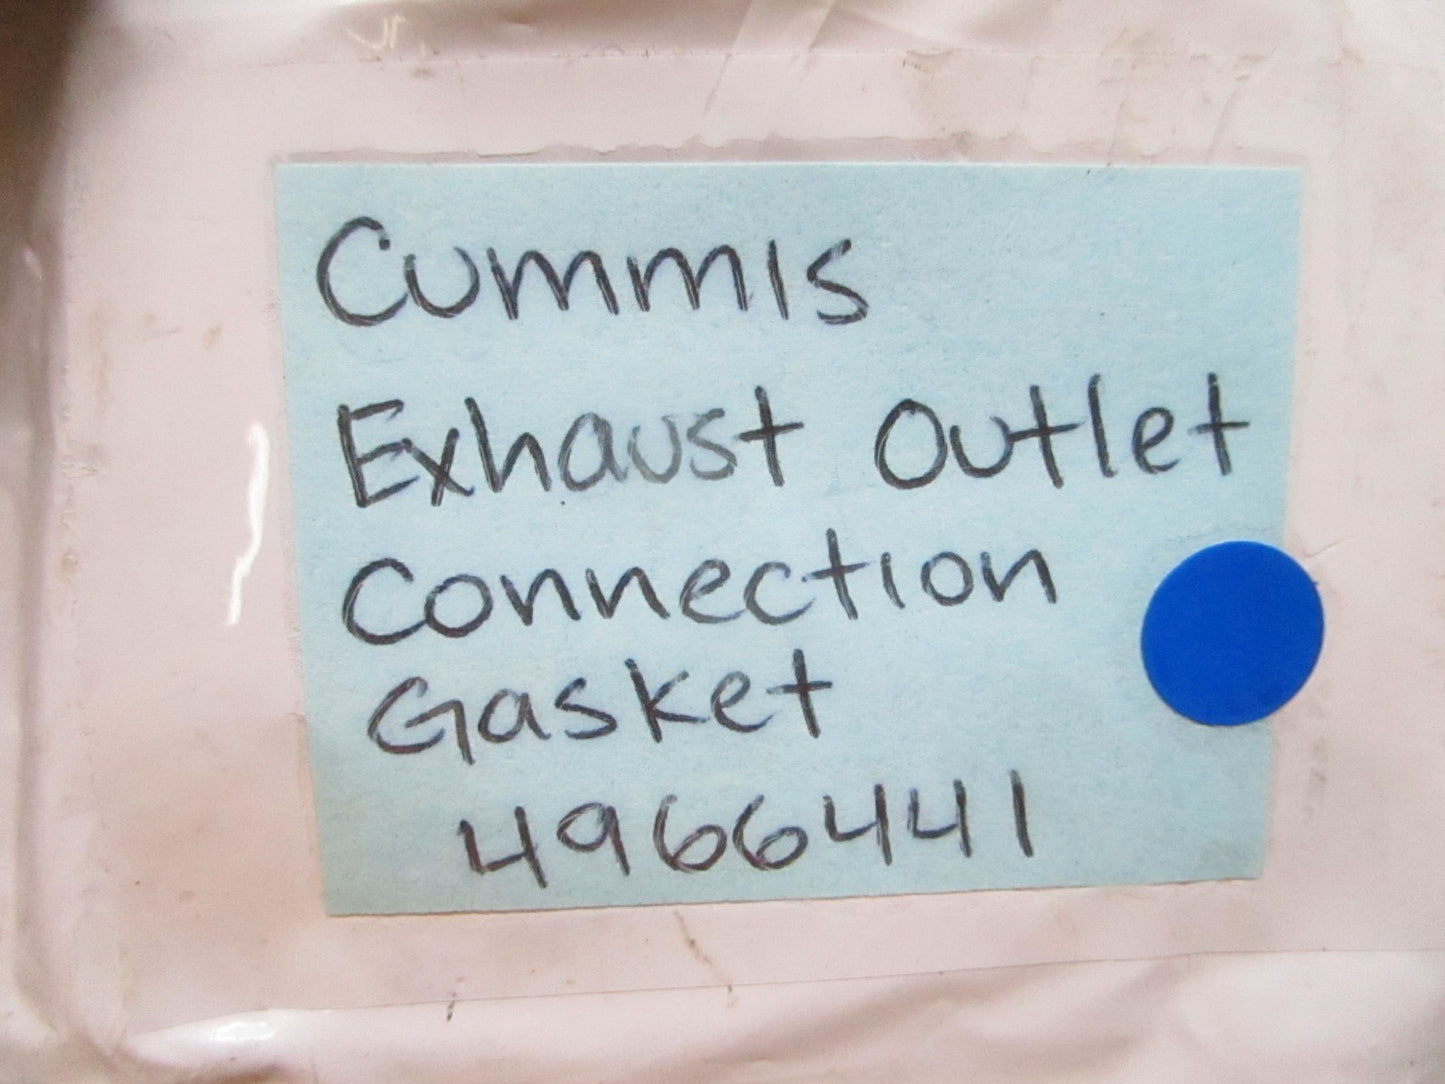 Cummis
Exhaust Outlet
Connection
Gasket
4966441